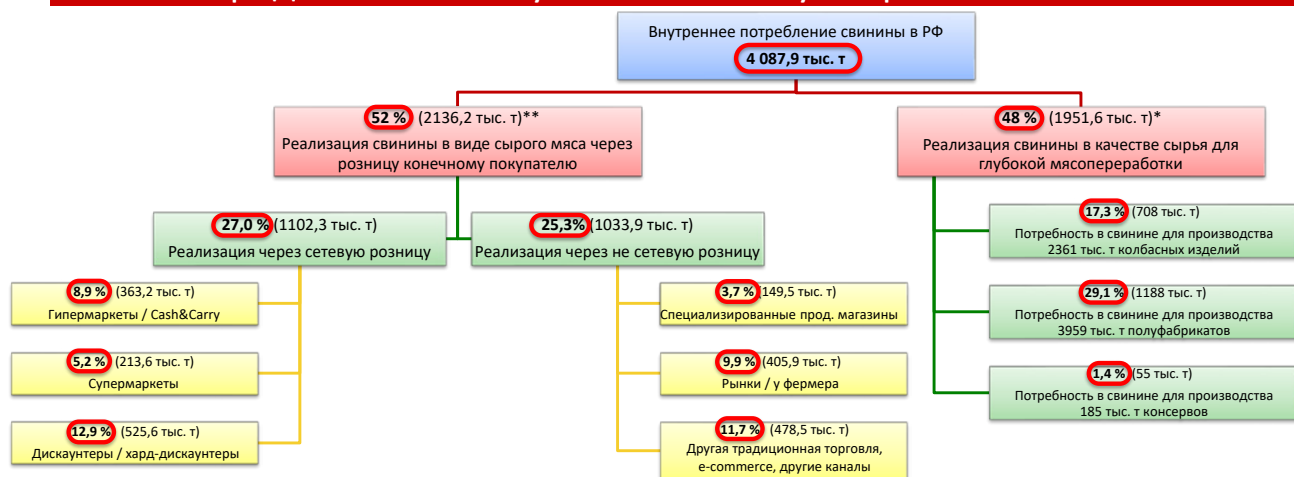 Внутреннее потребление свинины в РФ
4 087,9 тыс. т
52 % (2136,2 тыс. т)**
Реализация свинины в виде сырого мяса через
розницу конечному покупателю
48 % (1951,6 тыс. т)*
Реализация свинины в качестве сырья для
глубокой мясопереработки
27,0 % (1102,3 тыс. т)
Реализация через сетевую розницу
25,3% (1033,9 тыс. т)
Реализация через не сетевую розницу
17,3 % (708 тыс. т)
Потребность в свинине для производства
2361 тыс. т колбасных изделий
8,9 % (363,2 тыс. т)
Гипермаркеты / Cash&Carry
3,7 % (149,5 тыс. т)
Специализированные прод. магазины
29,1 % (1188 тыс. т)
Потребность в свинине для производства
3959 тыс. т полуфабрикатов
5,2 % (213,6 тыс. т)
Супермаркеты
9,9 % (405,9 тыс. т)
Рынки / у фермера
1,4 % (55 тыс. т)
Потребность в свинине для производства
185 тыс. т консервов
12,9 % (525,6 тыс. т)
Дискаунтеры / хард-дискаунтеры
11,7 % (478,5 тыс. т)
Другая традиционная торговля,
e-commerce, другие каналы